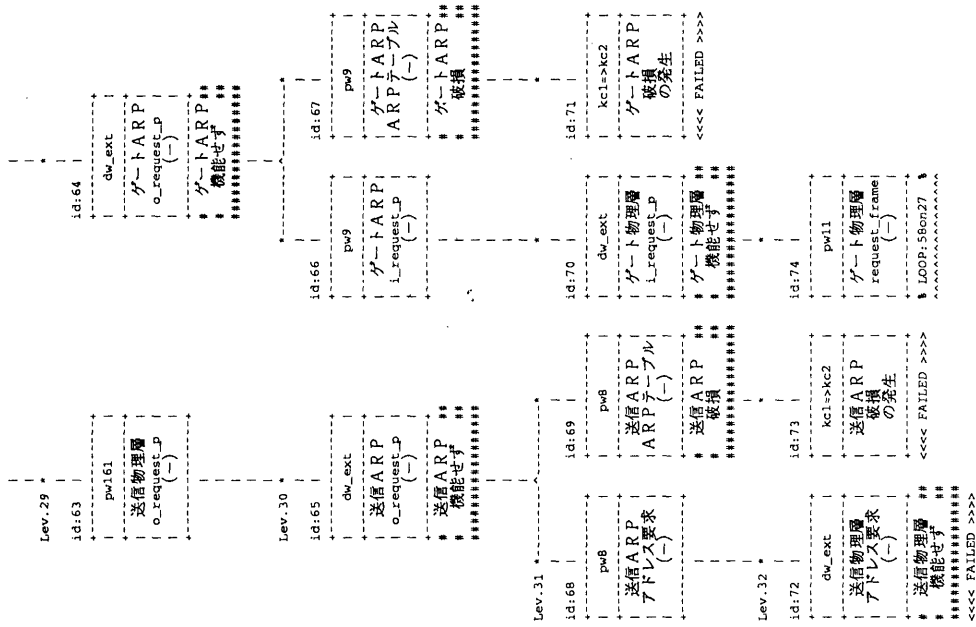 Lev.29
id:63
pw161
送信物理層
o_request_p
(−)
id:64
dw_ext
ゲートARP
o_request_p
(−)
# ゲートARP ##
# 機能せず ##
##################
Lev.30
id:65
dw_ext
送信ARP
o_request_p
(−)
# 送信ARP ##
# 機能せず ##
##################
id:66
pw9
ゲートARP
i_request_p
(−)
id:67
pw9
ゲートARP
ARPテーブル
(−)
# ゲートARP ##
# 破損 ##
##################
Lev.31
id:68
pw8
送信ARP
アドレス要求
(−)
id:69
pw8
送信ARP
ARPテーブル
(−)
# 送信ARP ##
# 破損 ##
##################
id:70
dw_ext
ゲート物理層
i_request_p
(−)
# ゲート物理層 ##
# 機能せず ##
##################
id:71
kc1=>kc2
ゲートARP
破損
の発生
<<<< FAILED >>>>
Lev.32
id:72
dw_ext
送信物理層
アドレス要求
(−)
# 送信物理層 ##
# 機能せず ##
##################
<<<< FAILED >>>>
id:73
kc1=>kc2
送信ARP
破損
の発生
<<<< FAILED >>>>
id:74
pw11
ゲート物理層
request_frame
(−)
% LOOP:58on27 %
^^^^^^^^^^^^^^^^^^